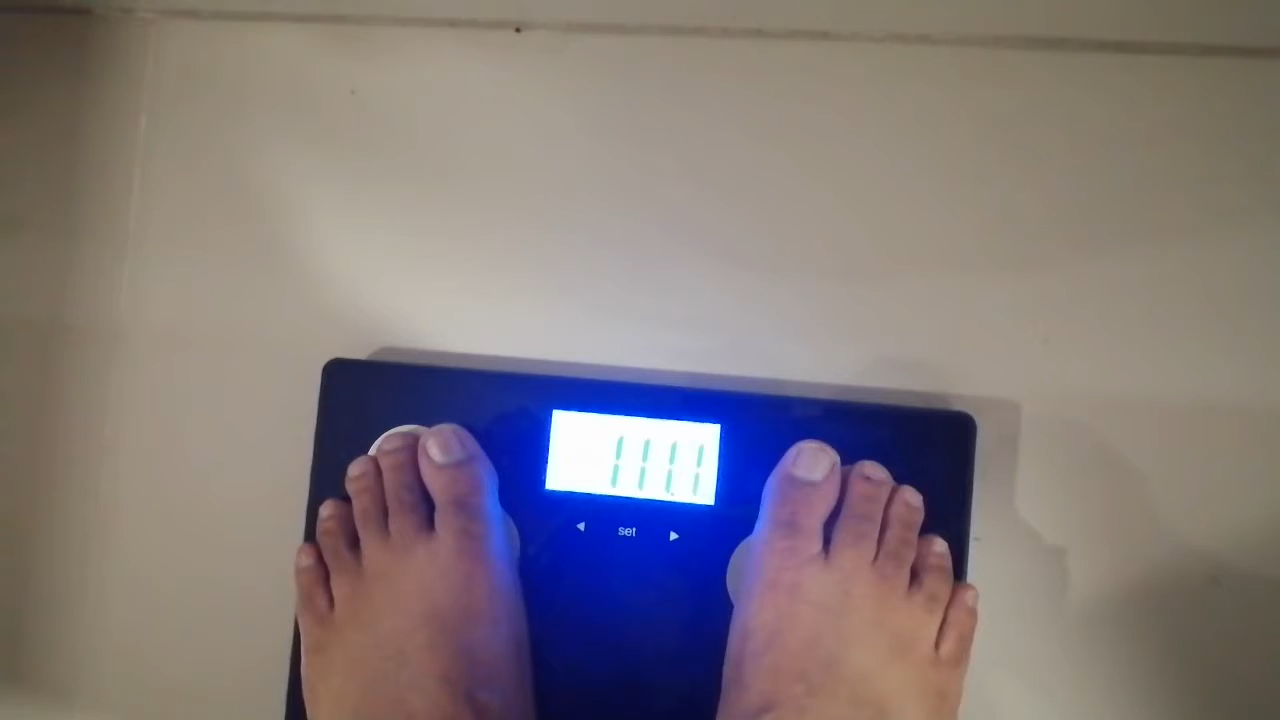 111.1
◀ set ▶